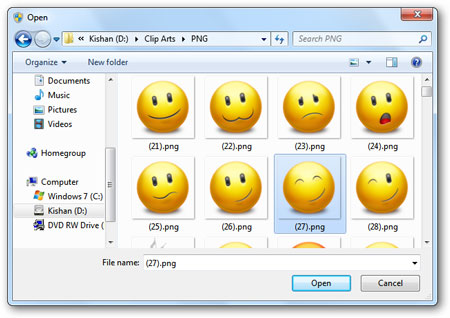 Open
« Kishan (D:) ▸ Clip Arts ▸ PNG
Search PNG
Organize
New folder
Documents
Music
Pictures
Videos
Homegroup
Computer
Windows 7 (C:)
Kishan (D:)
DVD RW Drive (
(21).png
(22).png
(23).png
(24).png
(25).png
(26).png
(27).png
(28).png
File name:
(27).png
Open
Cancel